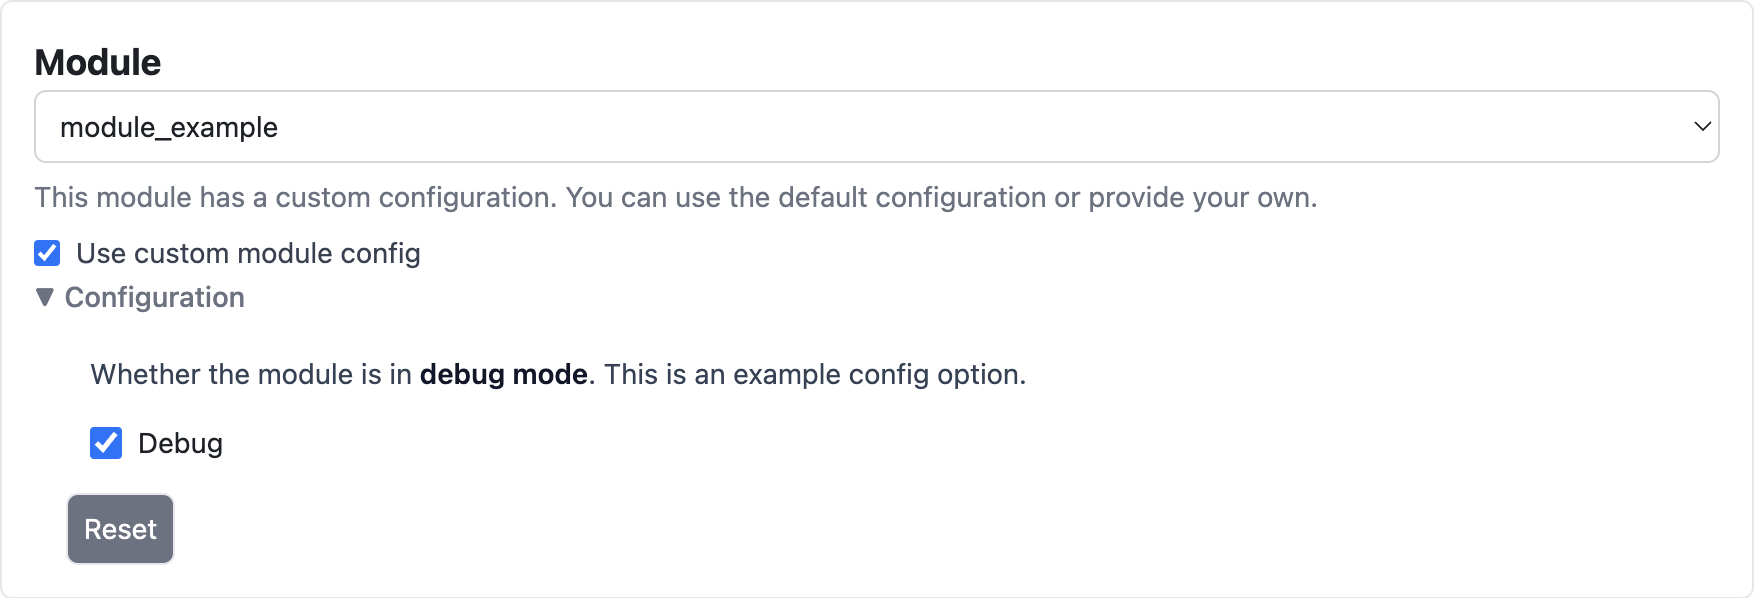 Module
module_example
This module has a custom configuration. You can use the default configuration or provide your own.
Use custom module config
Configuration
Whether the module is in debug mode. This is an example config option.
Debug
Reset